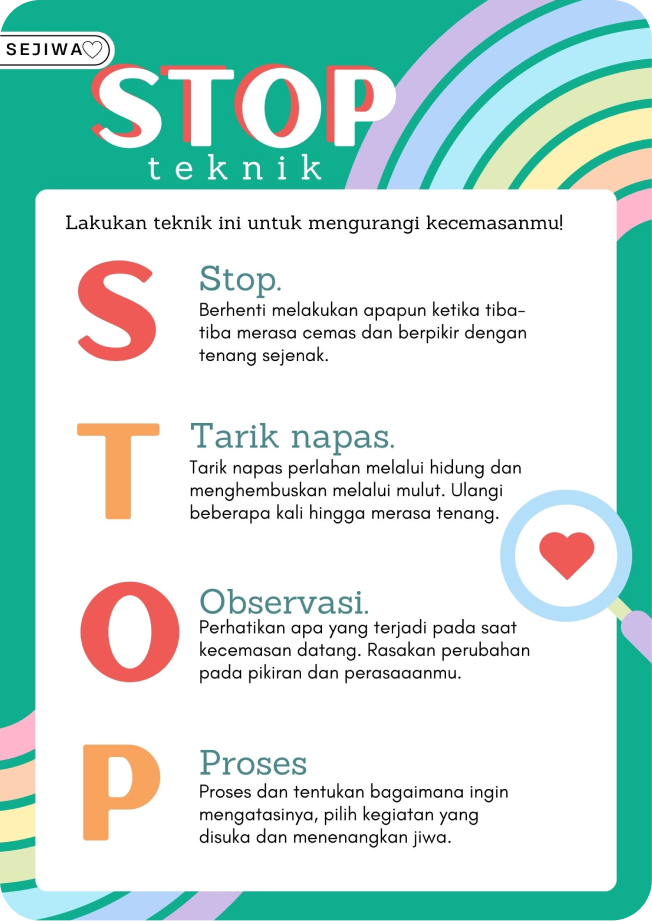 SEJIWA
STOP
teknik
Lakukan teknik ini untuk mengurangi kecemasanmu!
S
Stop.
Berhenti melakukan apapun ketika tiba-
tiba merasa cemas dan berpikir dengan
tenang sejenak.
T
Tarik napas.
Tarik napas perlahan melalui hidung dan
menghembuskan melalui mulut. Ulangi
beberapa kali hingga merasa tenang.
O
Observasi.
Perhatikan apa yang terjadi pada saat
kecemasan datang. Rasakan perubahan
pada pikiran dan perasaaanmu.
P
Proses
Proses dan tentukan bagaimana ingin
mengatasinya, pilih kegiatan yang
disuka dan menenangkan jiwa.